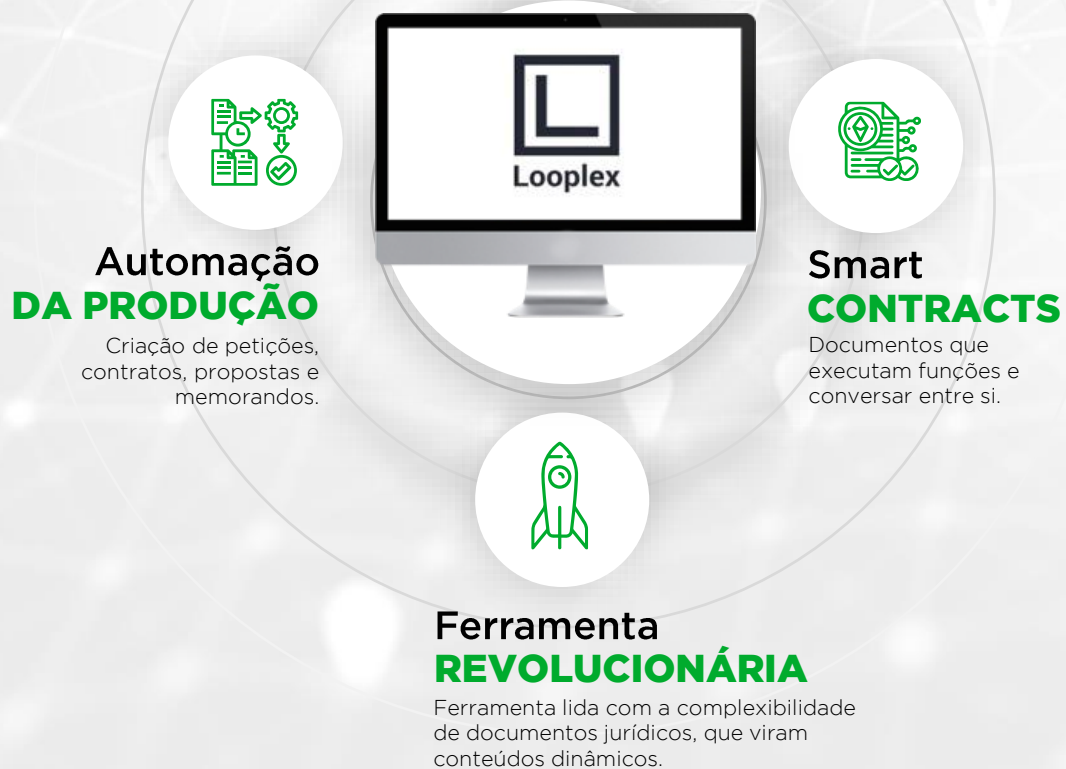 Looplex
Automação
DA PRODUÇÃO
Criação de petições,
contratos, propostas e
memorandos.
Smart
CONTRACTS
Documentos que
executam funções e
conversar entre si.
Ferramenta
REVOLUCIONÁRIA
Ferramenta lida com a complexibilidade
de documentos jurídicos, que viram
conteúdos dinâmicos.